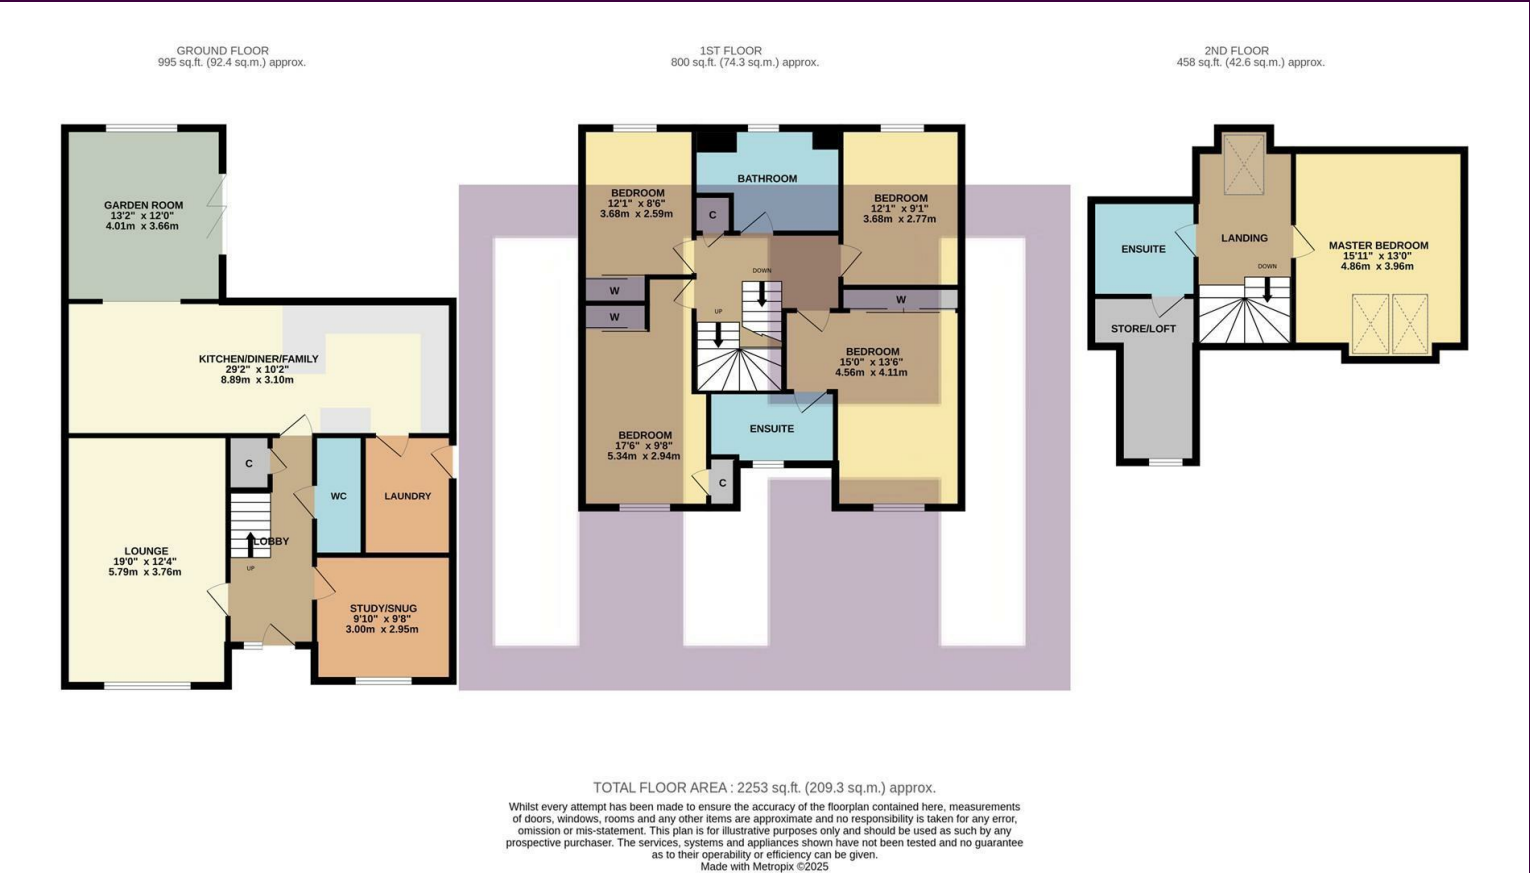 GROUND FLOOR
995 sq.ft. (92.4 sq.m.) approx.
1ST FLOOR
800 sq.ft. (74.3 sq.m.) approx.
2ND FLOOR
458 sq.ft. (42.6 sq.m.) approx.
GARDEN ROOM
13'2" x 12'0"
4.01m x 3.66m
KITCHEN/DINER/FAMILY
29'2" x 10'2"
8.89m x 3.10m
C
WC
LAUNDRY
LOBBY
UP
LOUNGE
19'0" x 12'4"
5.79m x 3.76m
STUDY/SNUG
9'10" x 9'8"
3.00m x 2.95m
BEDROOM
12'1" x 8'6"
3.68m x 2.59m
BATHROOM
C
BEDROOM
12'1" x 9'1"
3.68m x 2.77m
DOWN
W
W
W
UP
BEDROOM
15'0" x 13'6"
4.56m x 4.11m
BEDROOM
17'6" x 9'8"
5.34m x 2.94m
ENSUITE
C
ENSUITE
LANDING
DOWN
MASTER BEDROOM
15'11" x 13'0"
4.86m x 3.96m
STORE/LOFT
TOTAL FLOOR AREA : 2253 sq.ft. (209.3 sq.m.) approx.
Whilst every attempt has been made to ensure the accuracy of the floorplan contained here, measurements
of doors, windows, rooms and any other items are approximate and no responsibility is taken for any error,
omission or mis-statement. This plan is for illustrative purposes only and should be used as such by any
prospective purchaser. The services, systems and appliances shown have not been tested and no guarantee
as to their operability or efficiency can be given.
Made with Metropix ©2025